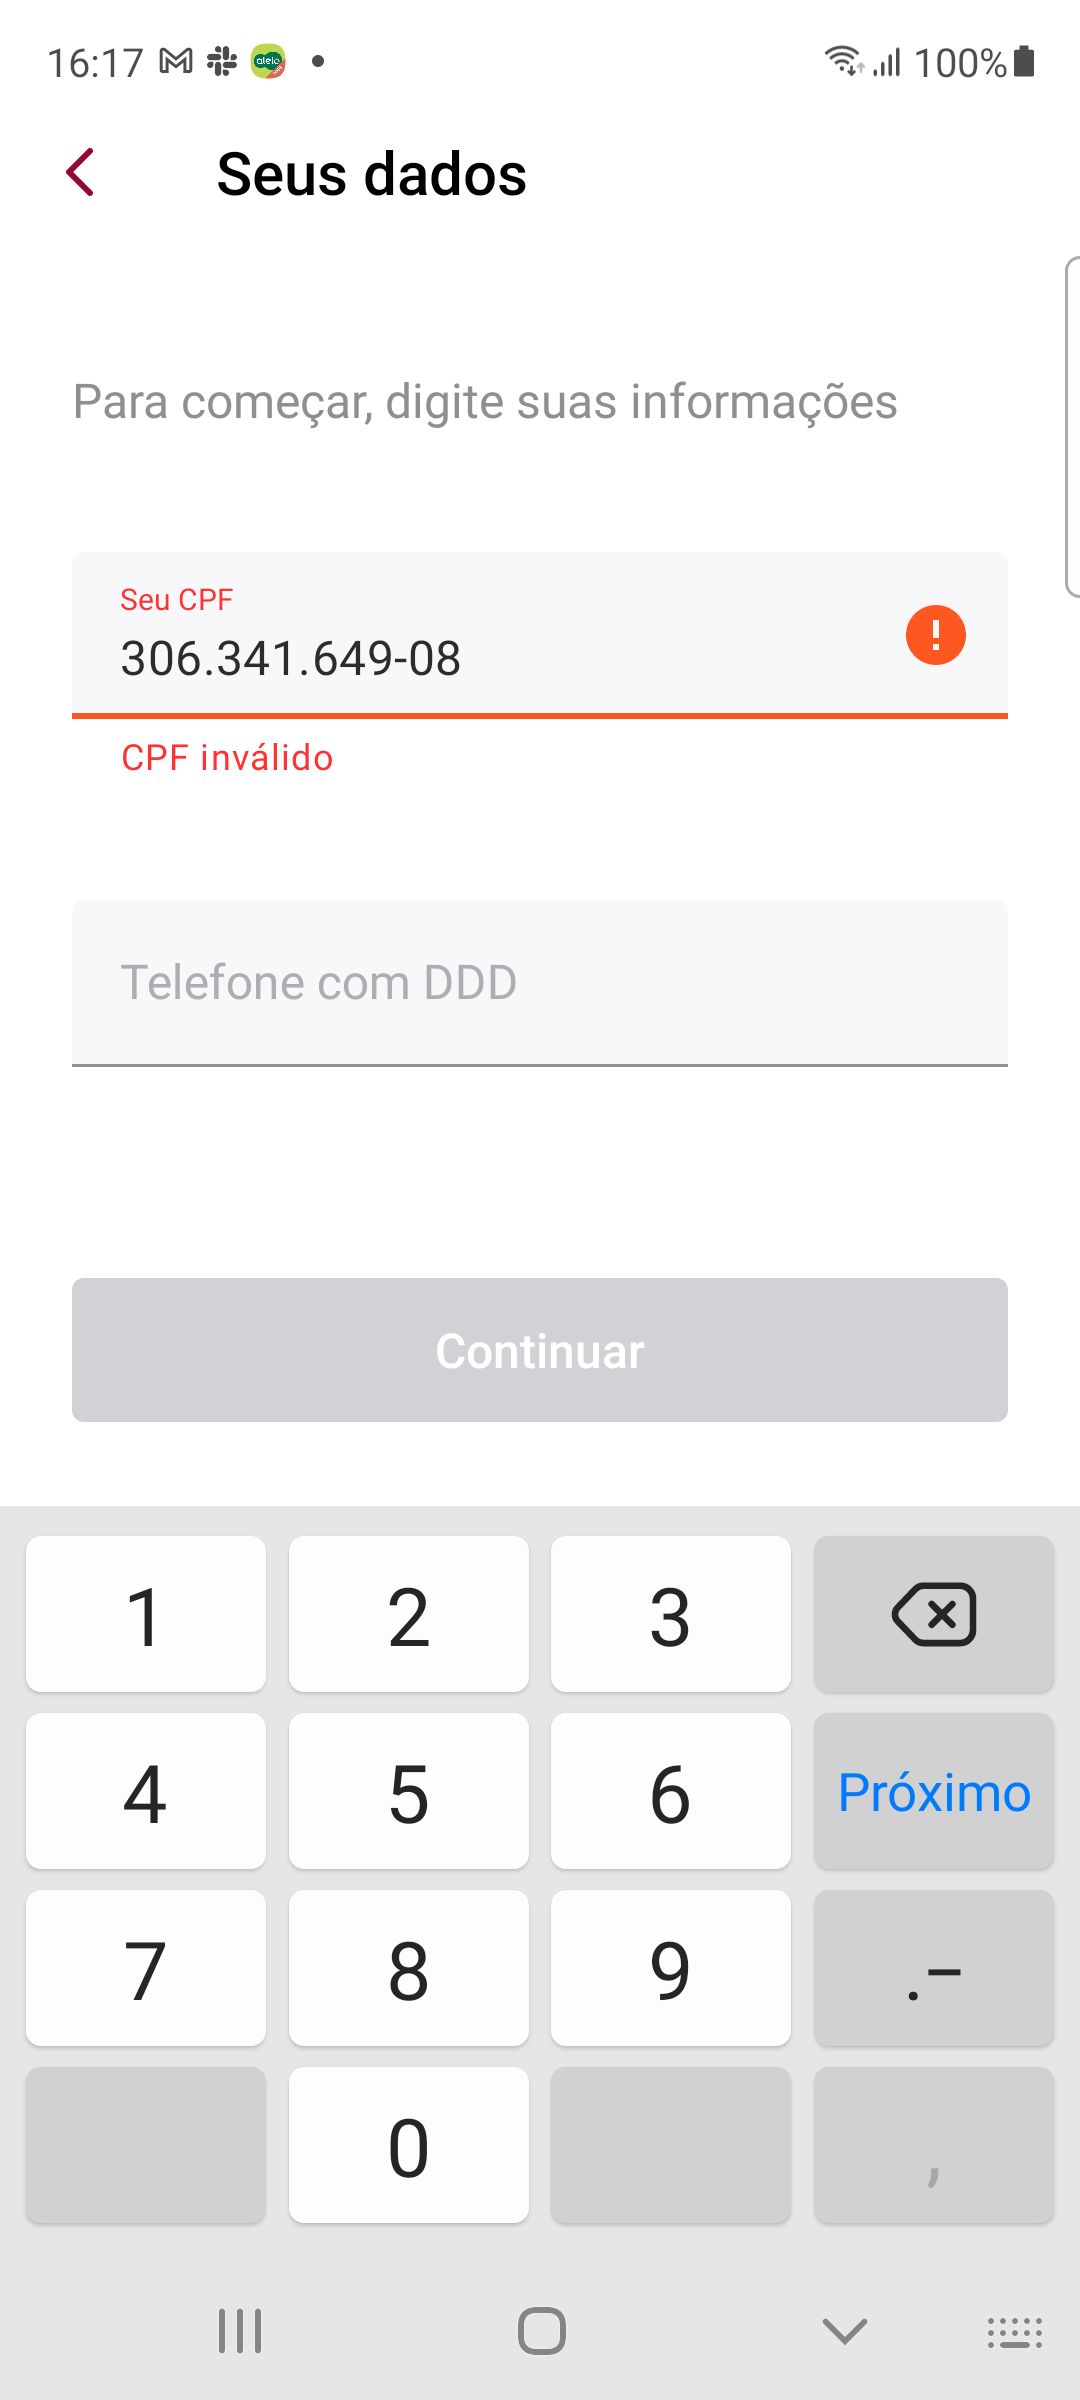 16:17
alelo
100%
Seus dados
Para começar, digite suas informações
Seu CPF
306.341.649-08
CPF inválido
Telefone com DDD
Continuar
1 2 3
4 5 6 Próximo
7 8 9 .-
0 ,